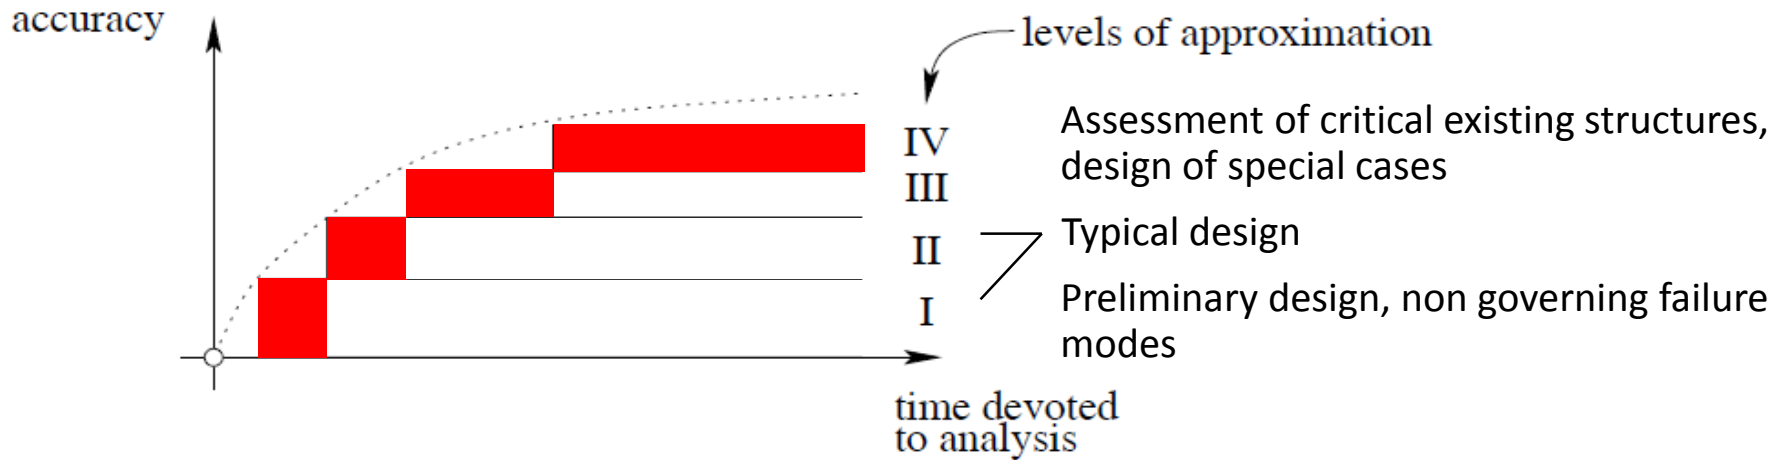 accuracy
levels of approximation
IV
Assessment of critical existing structures,
design of special cases
III
II
Typical design
I
Preliminary design, non governing failure
modes
time devoted
to analysis